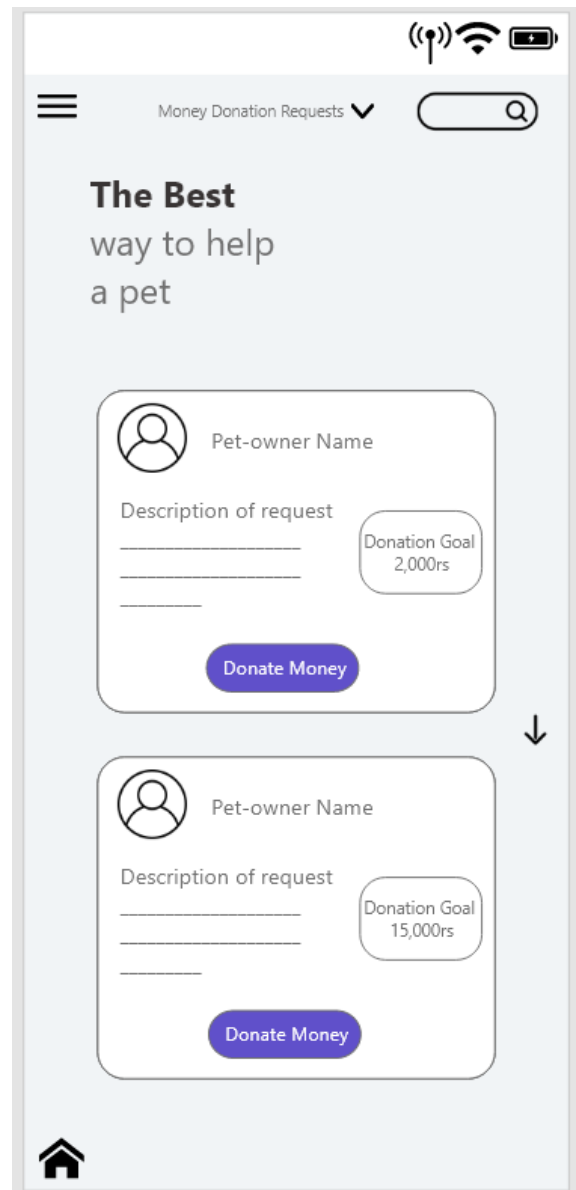 Money Donation Requests
The Best
way to help
a pet
Pet-owner Name
Description of request
Donation Goal
2,000rs
Donate Money
Pet-owner Name
Description of request
Donation Goal
15,000rs
Donate Money